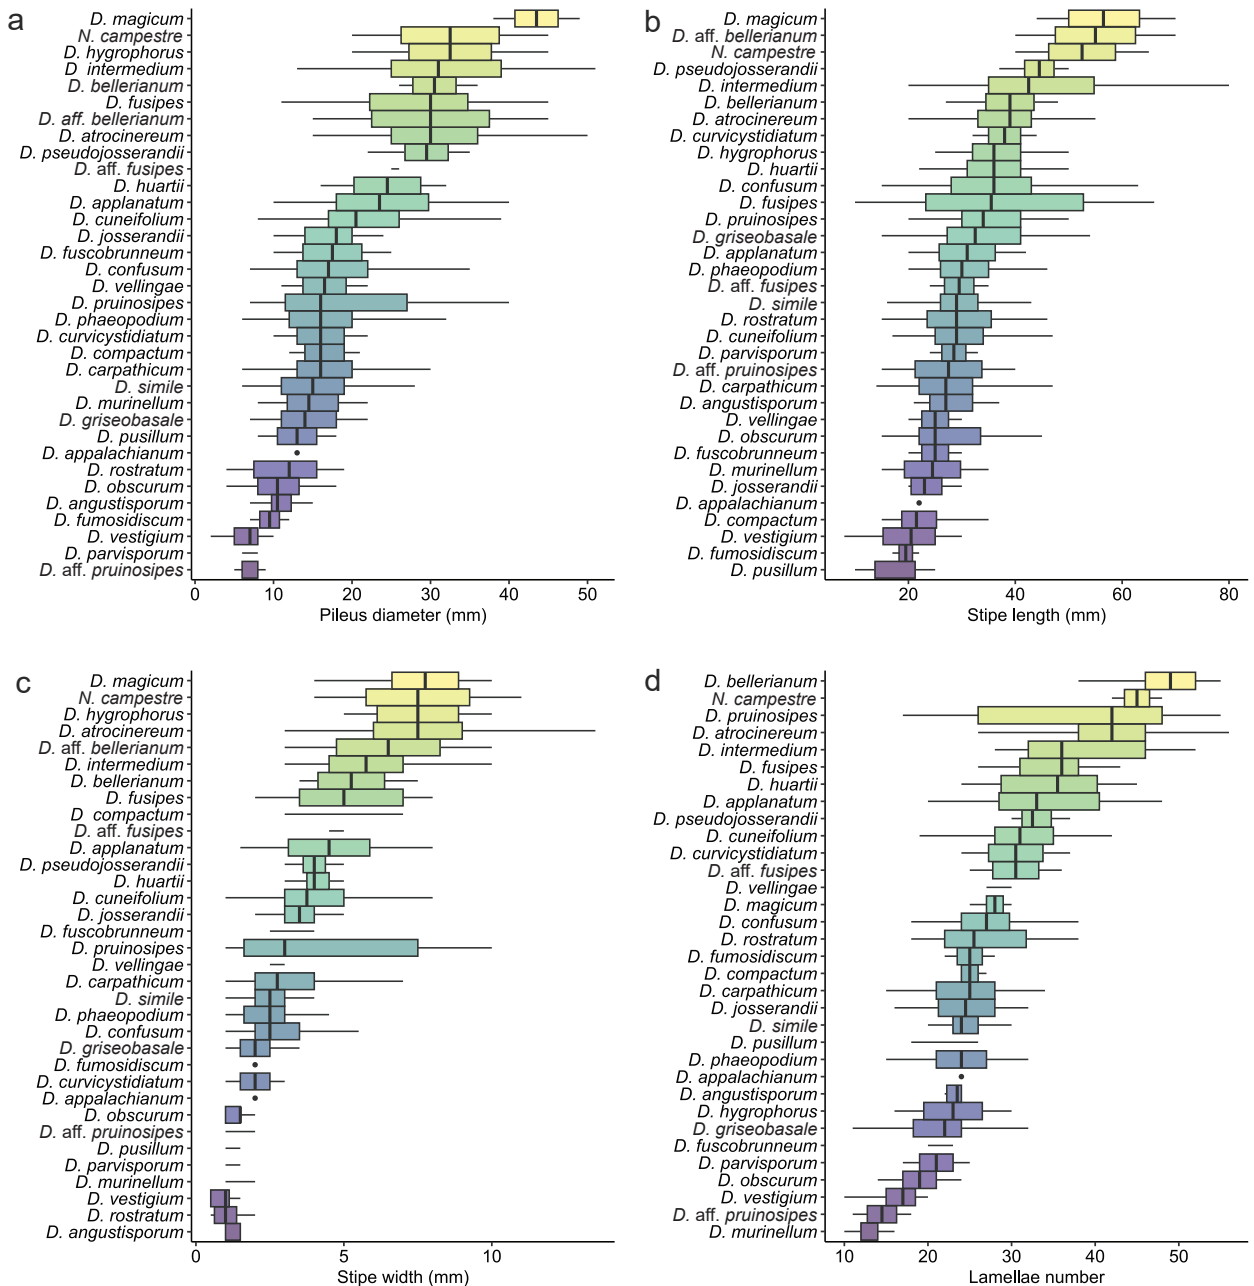 a
D. magicum
N. campestre
D. hygrophorus
D. intermedium
D. bellerianum
D. fusipes
D. aff. bellerianum
D. atrocinereum
D. pseudojosserandii
D. aff. fusipes
D. huartii
D. applanatum
D. cuneifolium
D. josserandii
D. fuscobrunneum
D. confusum
D. vellingae
D. pruinosipes
D. phaeopodium
D. curvicystidiatum
D. compactum
D. carpathicum
D. simile
D. murinellum
D. griseobasale
D. pusillum
D. appalachianum
D. rostratum
D. obscurum
D. angustisporum
D. fumosidiscum
D. vestigium
D. parvisporum
D. aff. pruinosipes
0 10 20 30 40 50
Pileus diameter (mm)
b
D. magicum
D. aff. bellerianum
N. campestre
D. pseudojosserandii
D. intermedium
D. bellerianum
D. atrocinereum
D. curvicystidiatum
D. hygrophorus
D. huartii
D. confusum
D. fusipes
D. pruinosipes
D. griseobasale
D. applanatum
D. phaeopodium
D. aff. fusipes
D. simile
D. rostratum
D. cuneifolium
D. parvisporum
D. aff. pruinosipes
D. carpathicum
D. angustisporum
D. vellingae
D. obscurum
D. fuscobrunneum
D. murinellum
D. josserandii
D. appalachianum
D. compactum
D. vestigium
D. fumosidiscum
D. pusillum
20 40 60 80
Stipe length (mm)
c
D. magicum
N. campestre
D. hygrophorus
D. atrocinereum
D. aff. bellerianum
D. intermedium
D. bellerianum
D. fusipes
D compactum
D. aff. fusipes
D. applanatum
D. pseudojosserandii
D. huartii
D. cuneifolium
D. josserandii
D. fuscobrunneum
D. pruinosipes
D. vellingae
D. carpathicum
D. simile
D. phaeopodium
D. confusum
D. griseobasale
D. fumosidiscum
D. curvicystidiatum
D. appalachianum
D. obscurum
D. aff. pruinosipes
D. pusillum
D. parvisporum
D. murinellum
D. vestigium
D. rostratum
D. angustisporum
0 5 10
Stipe width (mm)
d
D. bellerianum
N. campestre
D. pruinosipes
D. atrocinereum
D. intermedium
D. fusipes
D. huartii
D. applanatum
D. pseudojosserandii
D. cuneifolium
D. curvicystidiatum
D. aff. fusipes
D. vellingae
D. magicum
D. confusum
D. rostratum
D. fumosidiscum
D. compactum
D. carpathicum
D. josserandii
D. simile
D. pusillum
D. phaeopodium
D. appalachianum
D. angustisporum
D. hygrophorus
D. griseobasale
D. fuscobrunneum
D. parvisporum
D. obscurum
D. vestigium
D. aff. pruinosipes
D. murinellum
10 20 30 40 50
Lamellae number